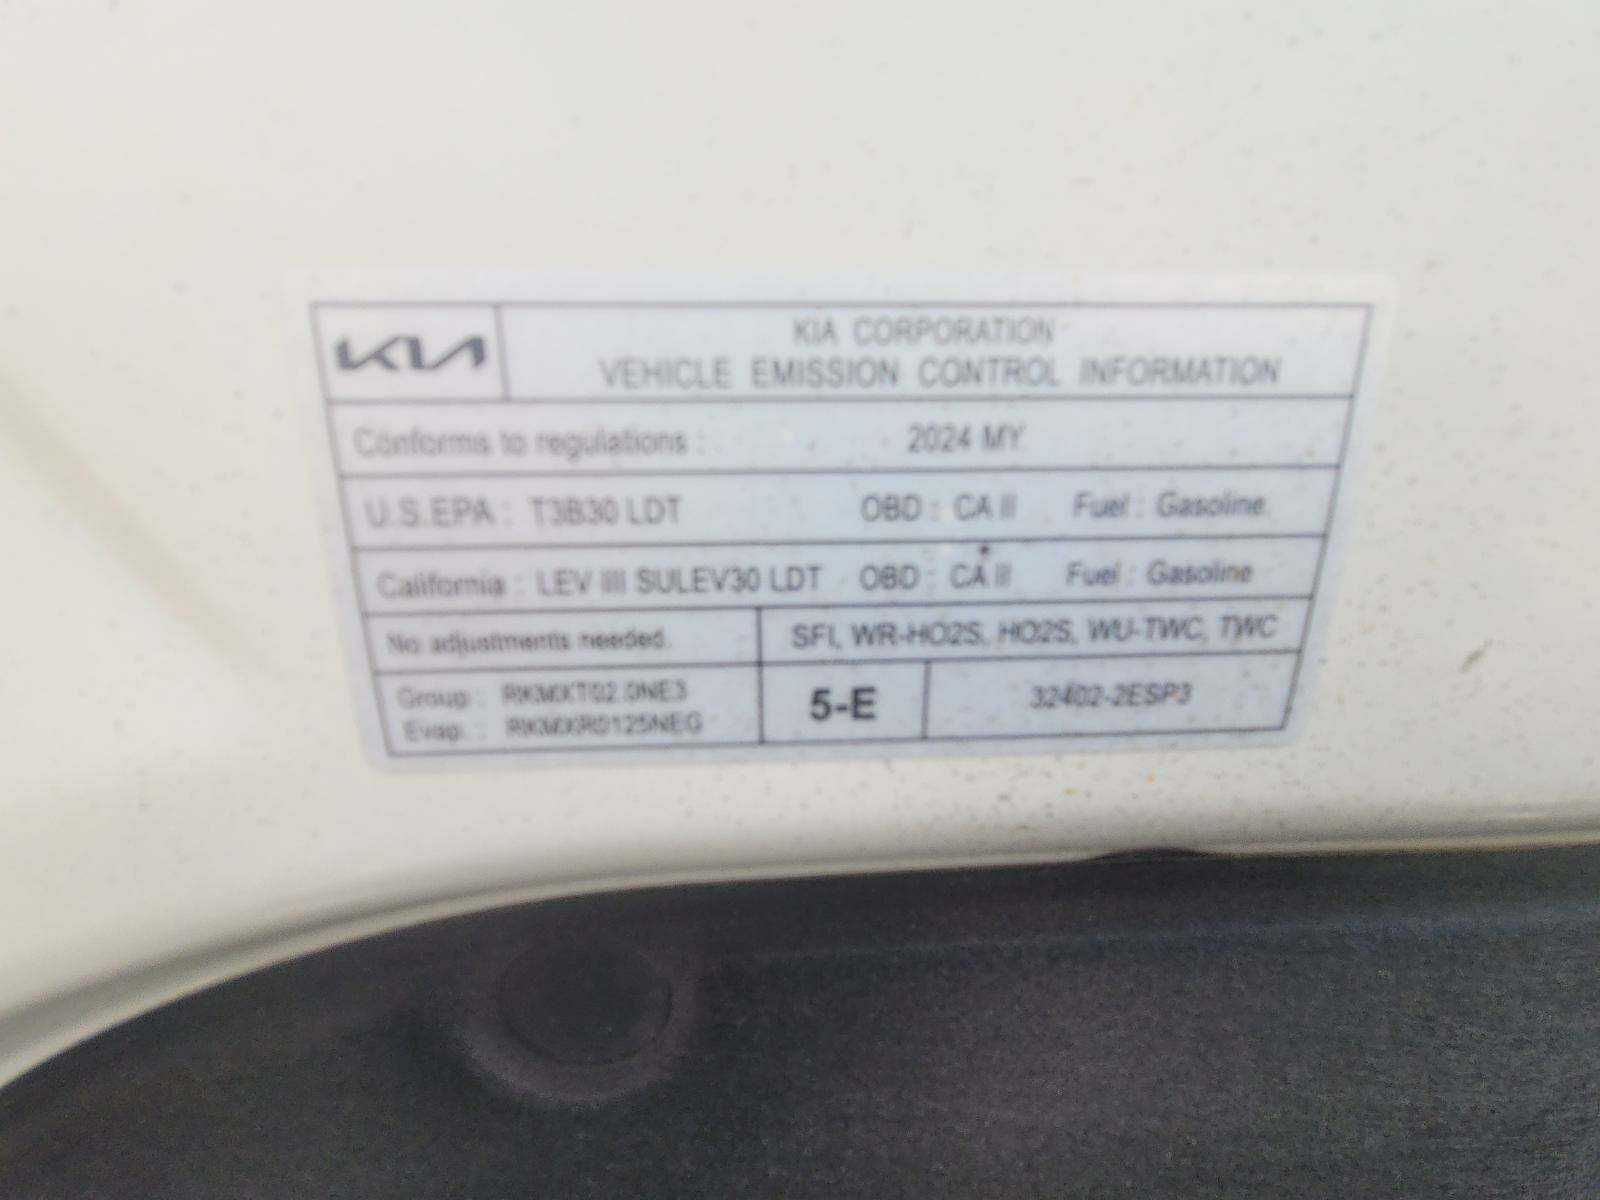 KIA KIA CORPORATION
VEHICLE EMISSION CONTROL INFORMATION
Conforms to regulations : 2024 MY
U.S.EPA : T3B30 LDT OBD : CA II Fuel : Gasoline
California : LEV III SULEV30 LDT OBD : CA II Fuel : Gasoline
No adjustments needed. SFI, WR-HO2S, HO2S, WU-TWC, TWC
Group : RKMXT02.0NE3 5-E 32402-2ESP3
Evap. : RKMXR0125NEG